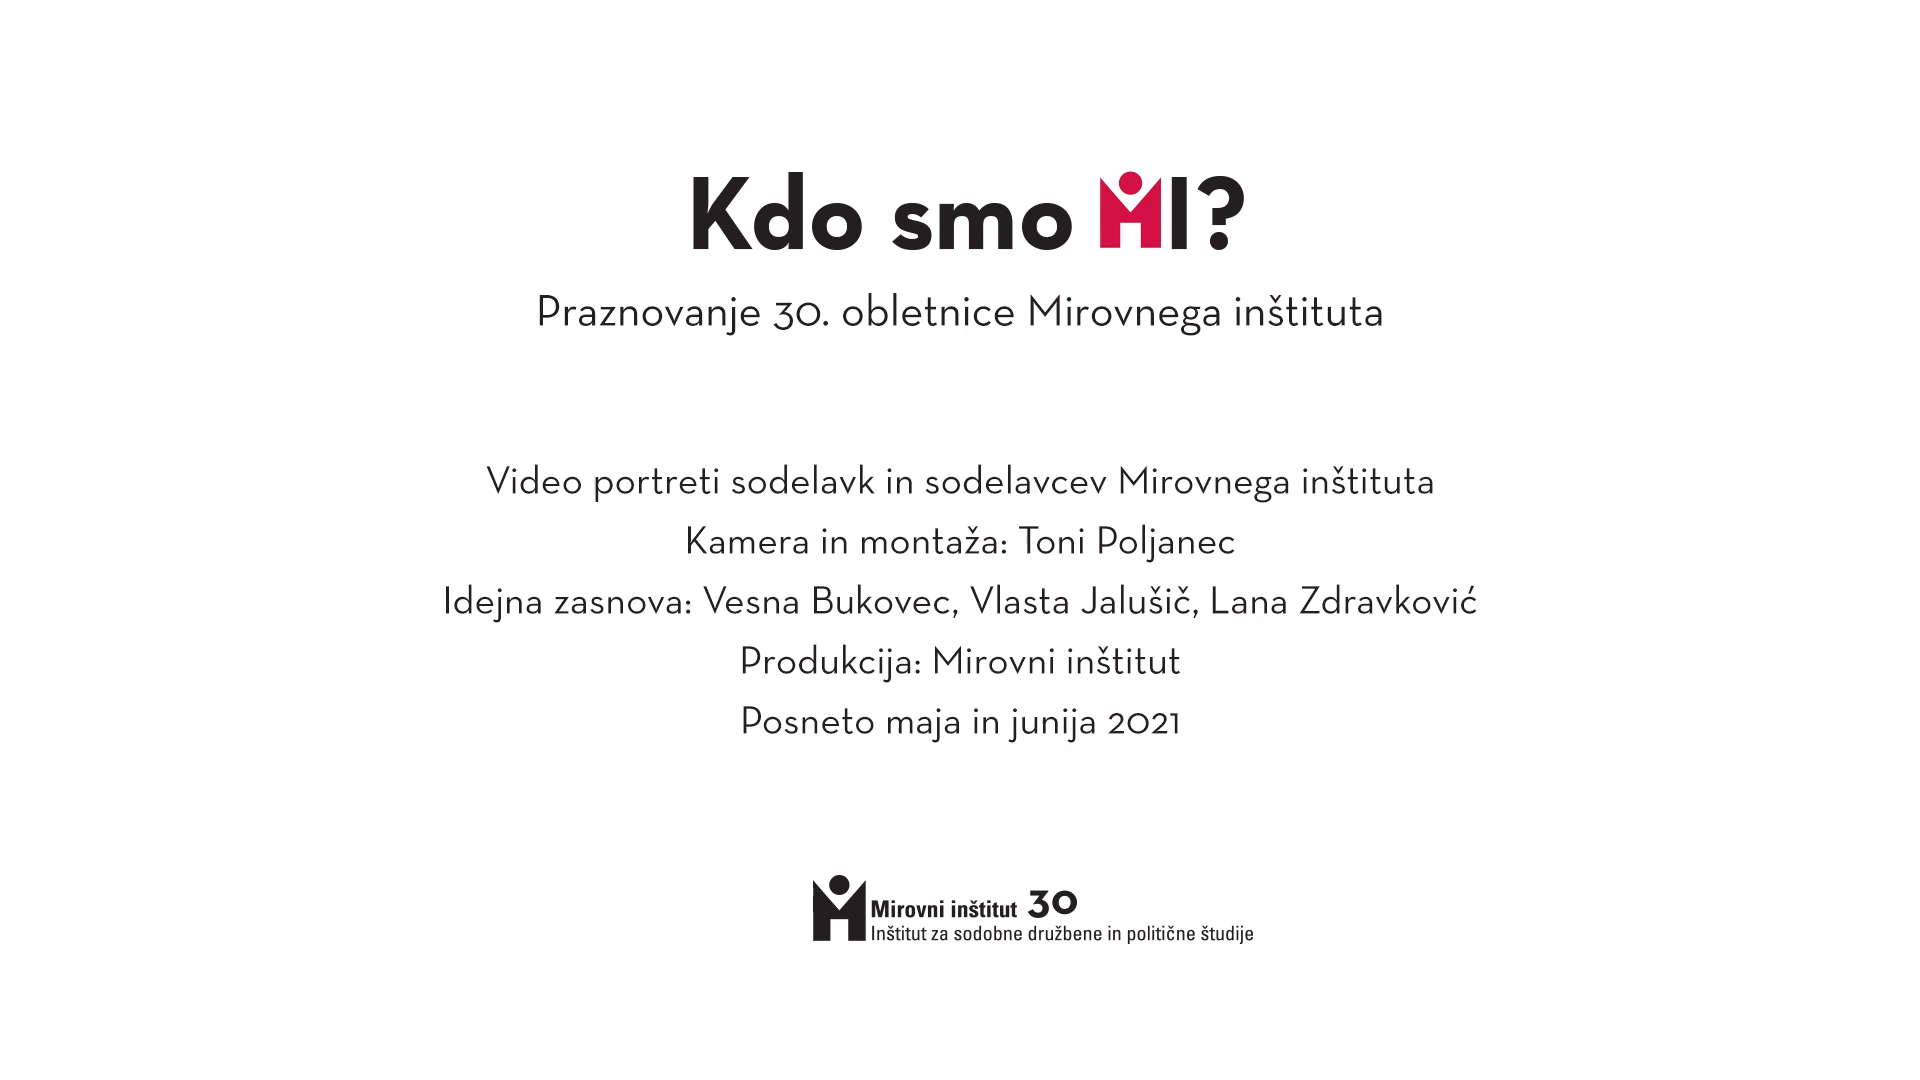 Kdo smo MI?
Praznovanje 30. obletnice Mirovnega inštituta
Video portreti sodelavk in sodelavcev Mirovnega inštituta
Kamera in montaža: Toni Poljanec
Idejna zasnova: Vesna Bukovec, Vlasta Jalušič, Lana Zdravković
Produkcija: Mirovni inštitut
Posneto maja in junija 2021
Mirovni inštitut 30
Inštitut za sodobne družbene in politične študije